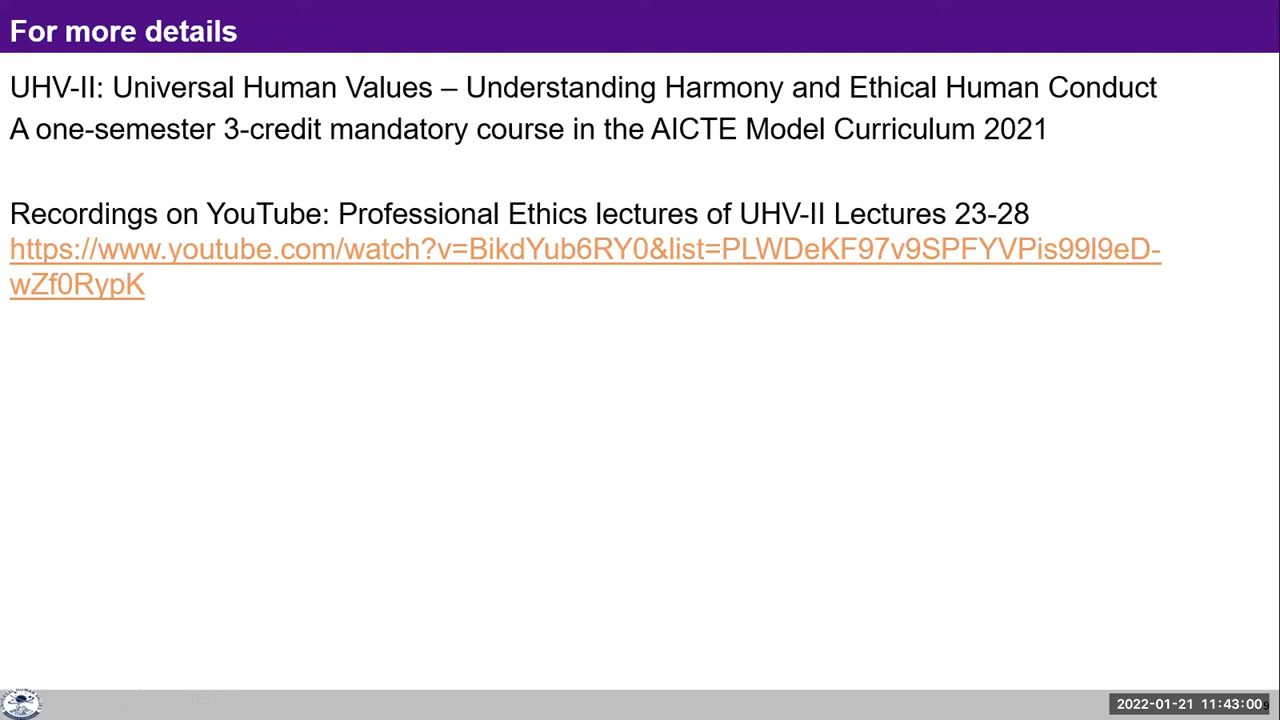 For more details
UHV-II: Universal Human Values – Understanding Harmony and Ethical Human Conduct
A one-semester 3-credit mandatory course in the AICTE Model Curriculum 2021
Recordings on YouTube: Professional Ethics lectures of UHV-II Lectures 23-28
https://www.youtube.com/watch?v=BikdYub6RY0&list=PLWDeKF97v9SPFYVPis99l9eD-
wZf0RypK
2022-01-21 11:43:00